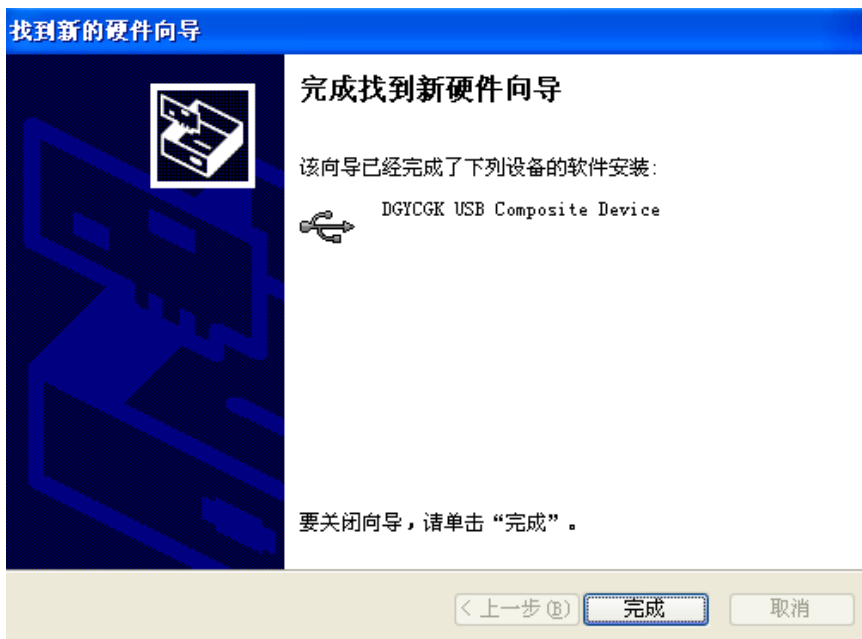 找到新的硬件向导
完成找到新硬件向导
该向导已经完成了下列设备的软件安装:
DGYCGK USB Composite Device
要关闭向导，请单击“完成”。
< 上一步(B)
完成
取消